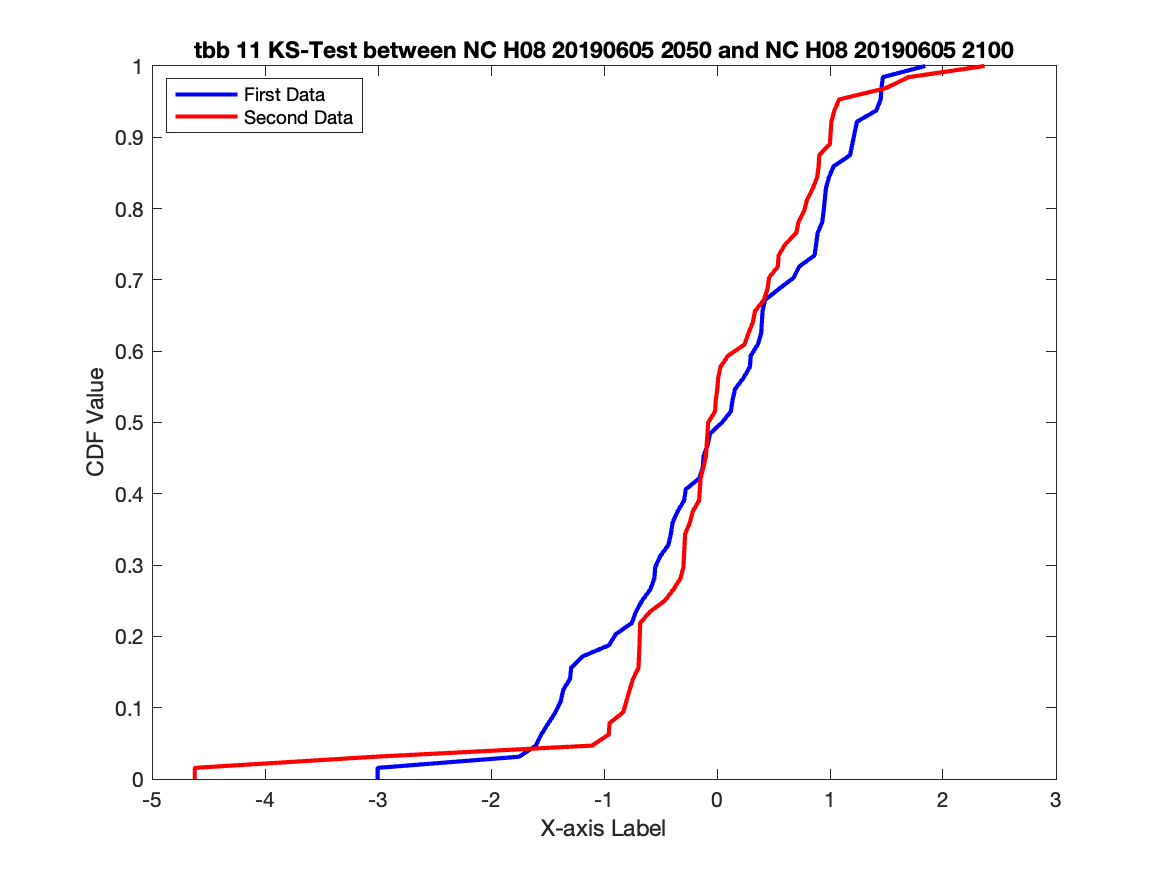 tbb 11 KS-Test between NC H08 20190605 2050 and NC H08 20190605 2100
First Data
Second Data
1
0.9
0.8
0.7
0.6
0.5
0.4
0.3
0.2
0.1
0
CDF Value
-5 -4 -3 -2 -1 0 1 2 3
X-axis Label